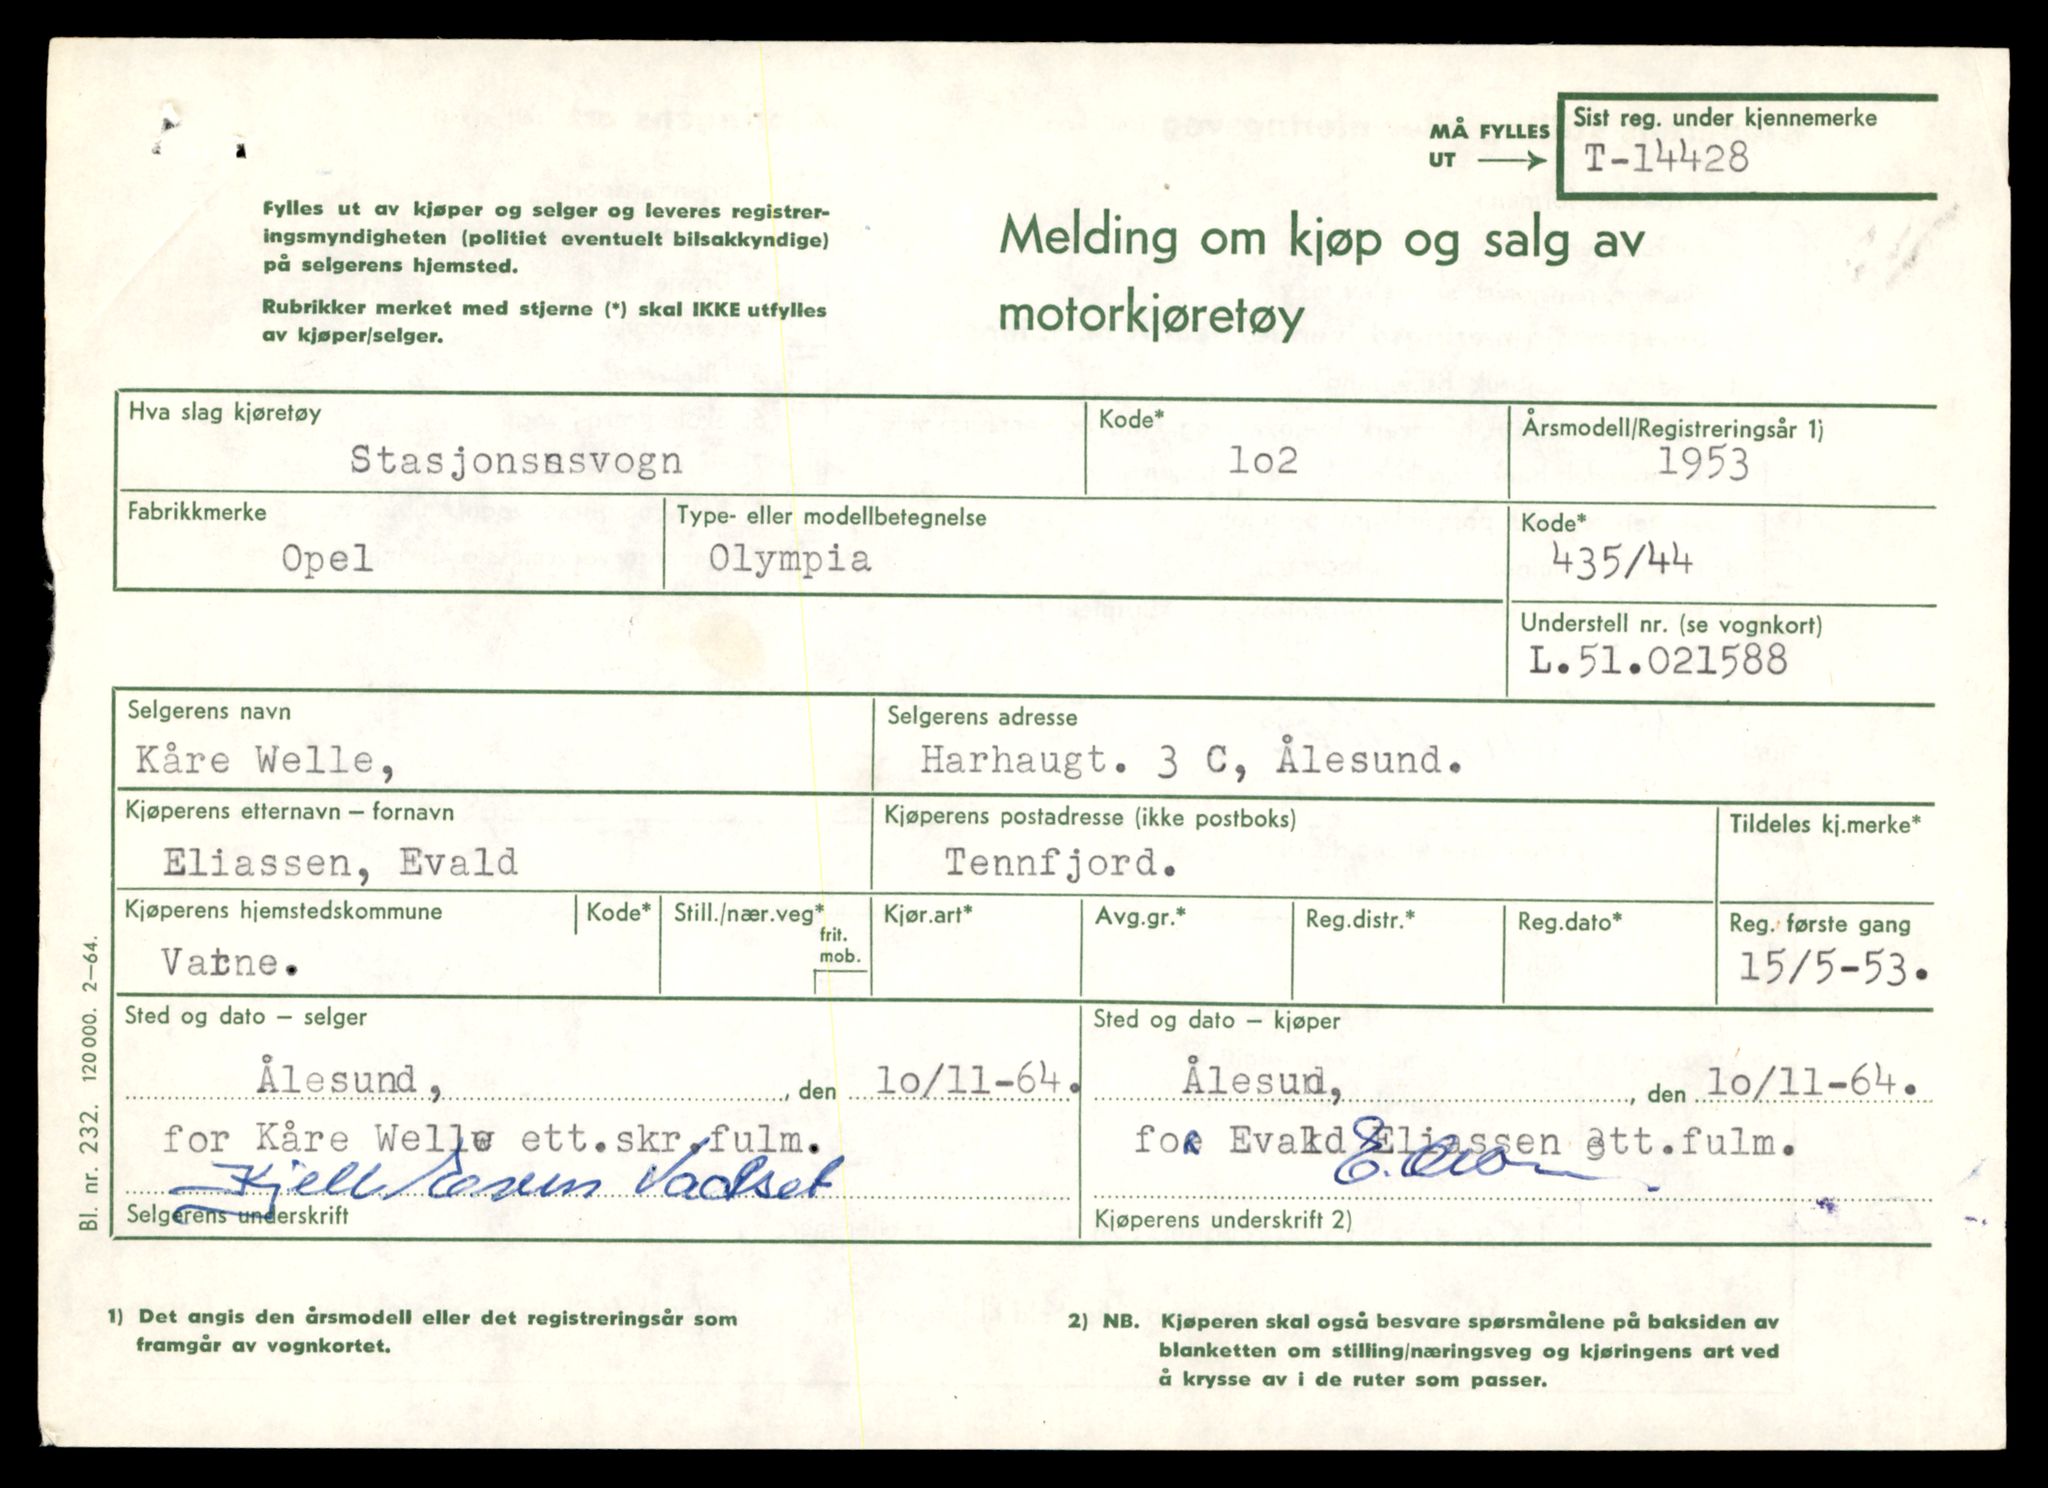 MÅ FYLLES UT
Sist reg. under kjennemerke
T-14428
Fylles ut av kjøper og selger og leveres registrer-
ingsmyndigheten (politiet eventuelt bilsakkyndige)
på selgerens hjemsted.
Rubrikker merket med stjerne (*) skal IKKE utfylles
av kjøper/selger.
Melding om kjøp og salg av
motorkjøretøy
Hva slag kjøretøy
Stasjonsnsvogn
Kode*
1o2
Årsmodell/Registreringsår 1)
1953
Fabrikkmerke
Opel
Type- eller modellbetegnelse
Olympia
Kode*
435/44
Understell nr. (se vognkort)
L.51.021588
Selgerens navn
Kåre Welle,
Selgerens adresse
Harhaugt. 3 C, Ålesund.
Kjøperens etternavn – fornavn
Eliassen, Evald
Kjøperens postadresse (ikke postboks)
Tennfjord.
Tildeles kj.merke*
Kjøperens hjemstedskommune
Vatne.
Kode*
Still./nær.veg*
frit.
mob.
Kjør.art*
Avg.gr.*
Reg.distr.*
Reg.dato*
Reg. første gang
15/5-53.
Sted og dato – selger
Ålesund, , den 1o/11-64.
for Kåre Welle ett.skr.fulm.
Kjell Vadset
Selgerens underskrift
Sted og dato – kjøper
Ålesund, , den 1o/11-64.
for Evald Eliassen ett.fulm.
Kjøperens underskrift 2)
Bl. nr. 232. 120 000. 2–64.
1) Det angis den årsmodell eller det registreringsår som
framgår av vognkortet.
2) NB. Kjøperen skal også besvare spørsmålene på baksiden av
blanketten om stilling/næringsveg og kjøringens art ved
å krysse av i de ruter som passer.